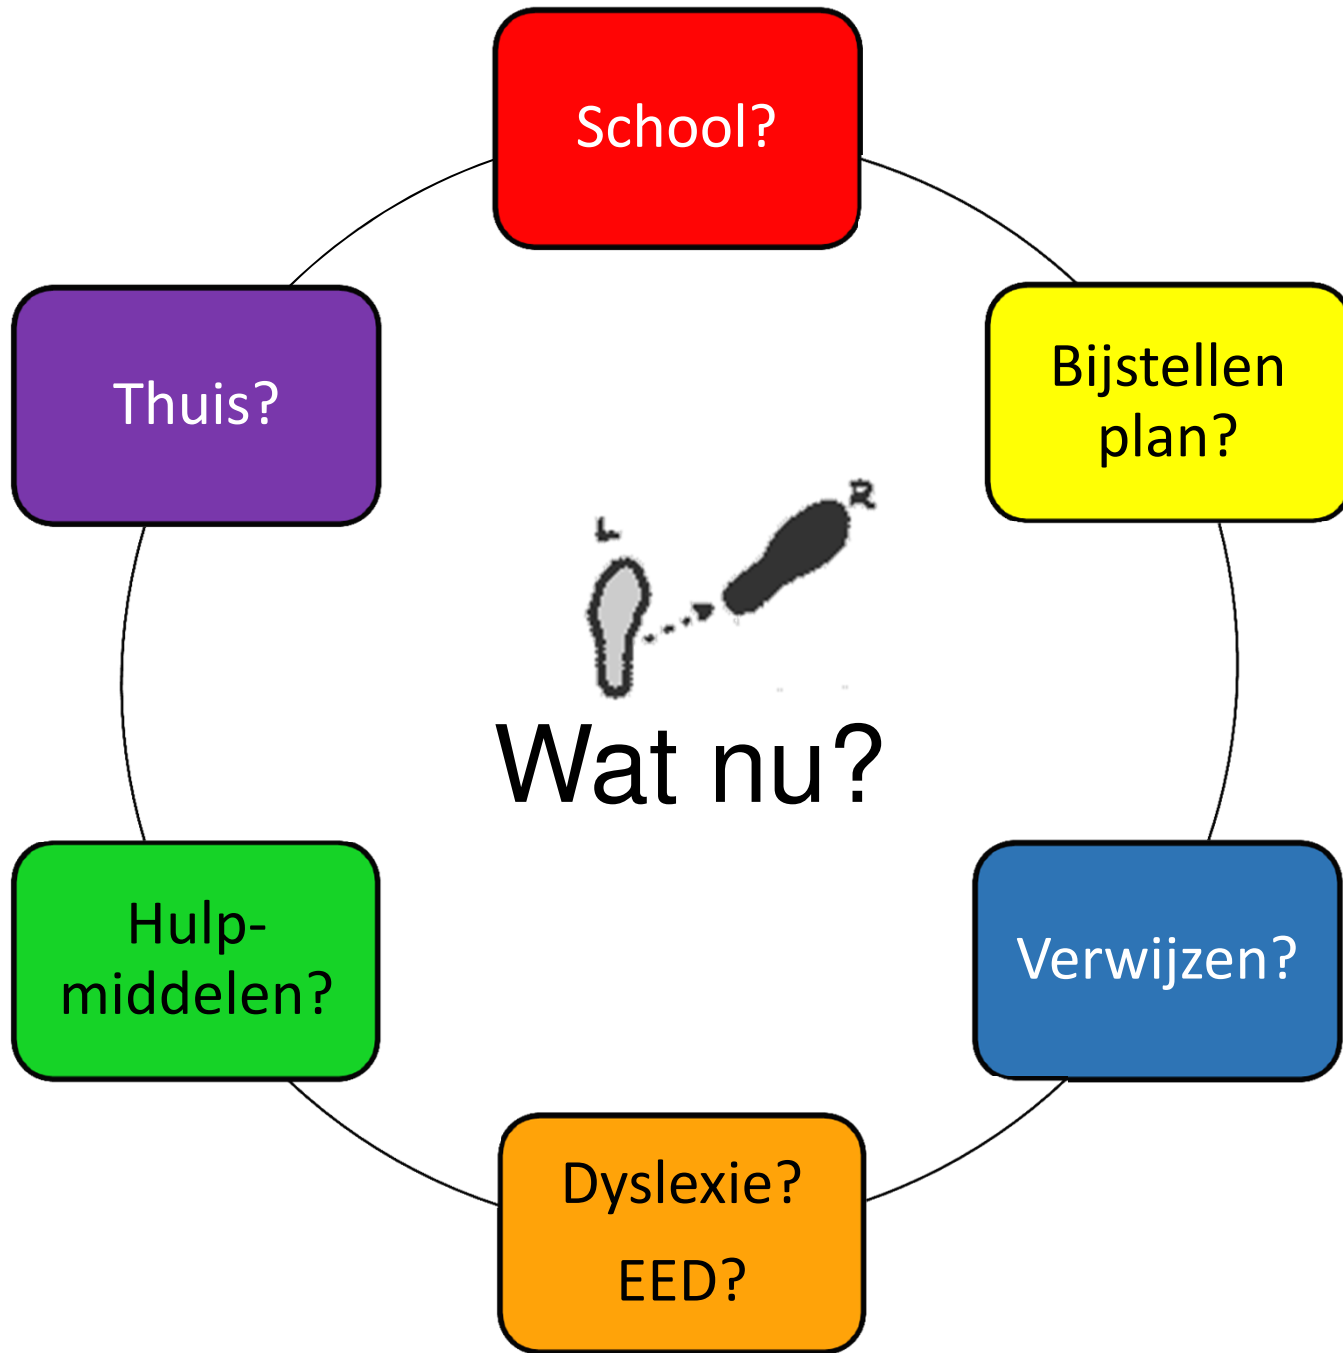 School?
Thuis?
Bijstellen
plan?
L
R
Wat nu?
Hulp-
middelen?
Verwijzen?
Dyslexie?
EED?